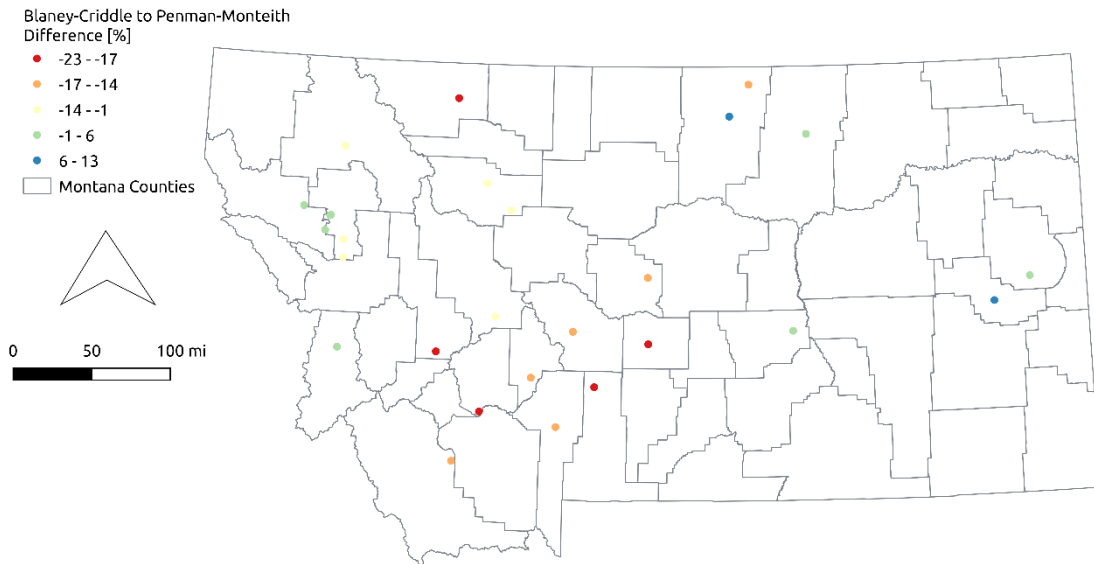 Blaney-Criddle to Penman-Monteith
Difference [%]
-23 - -17
-17 - -14
-14 - -1
-1 - 6
6 - 13
Montana Counties
0 50 100 mi